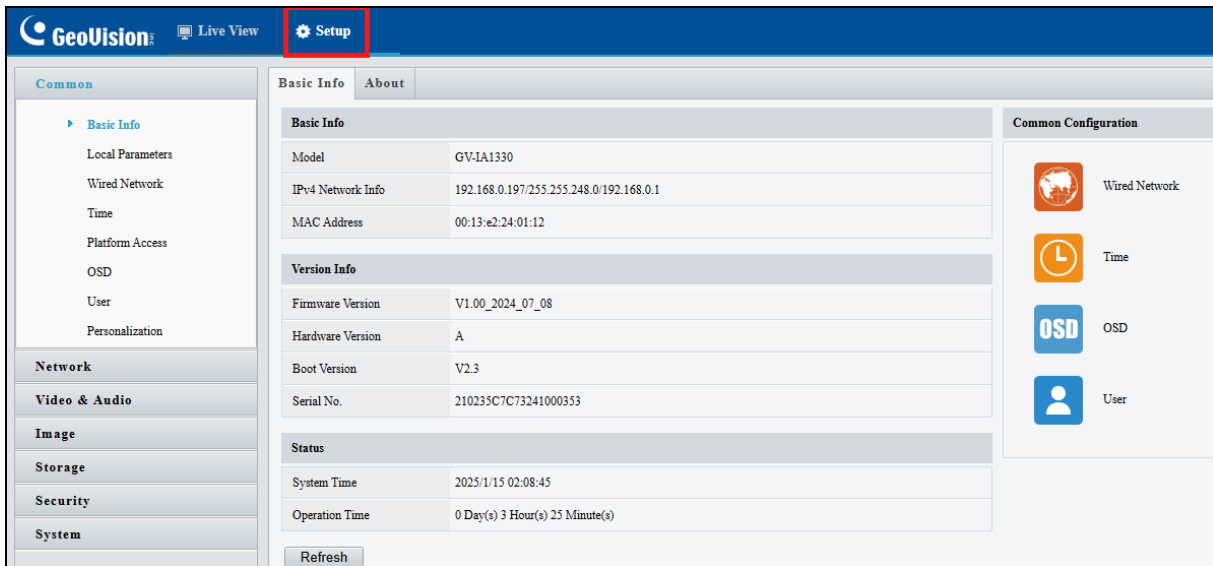 GeoVision
Live View
Setup
Common
Basic Info
Local Parameters
Wired Network
Time
Platform Access
OSD
User
Personalization
Network
Video & Audio
Image
Storage
Security
System
Basic Info About
Basic Info
Model GV-IA1330
IPv4 Network Info 192.168.0.197/255.255.248.0/192.168.0.1
MAC Address 00:13:e2:24:01:12
Version Info
Firmware Version V1.00_2024_07_08
Hardware Version A
Boot Version V2.3
Serial No. 210235C7C73241000353
Status
System Time 2025/1/15 02:08:45
Operation Time 0 Day(s) 3 Hour(s) 25 Minute(s)
Refresh
Common Configuration
Wired Network
Time
OSD OSD
User